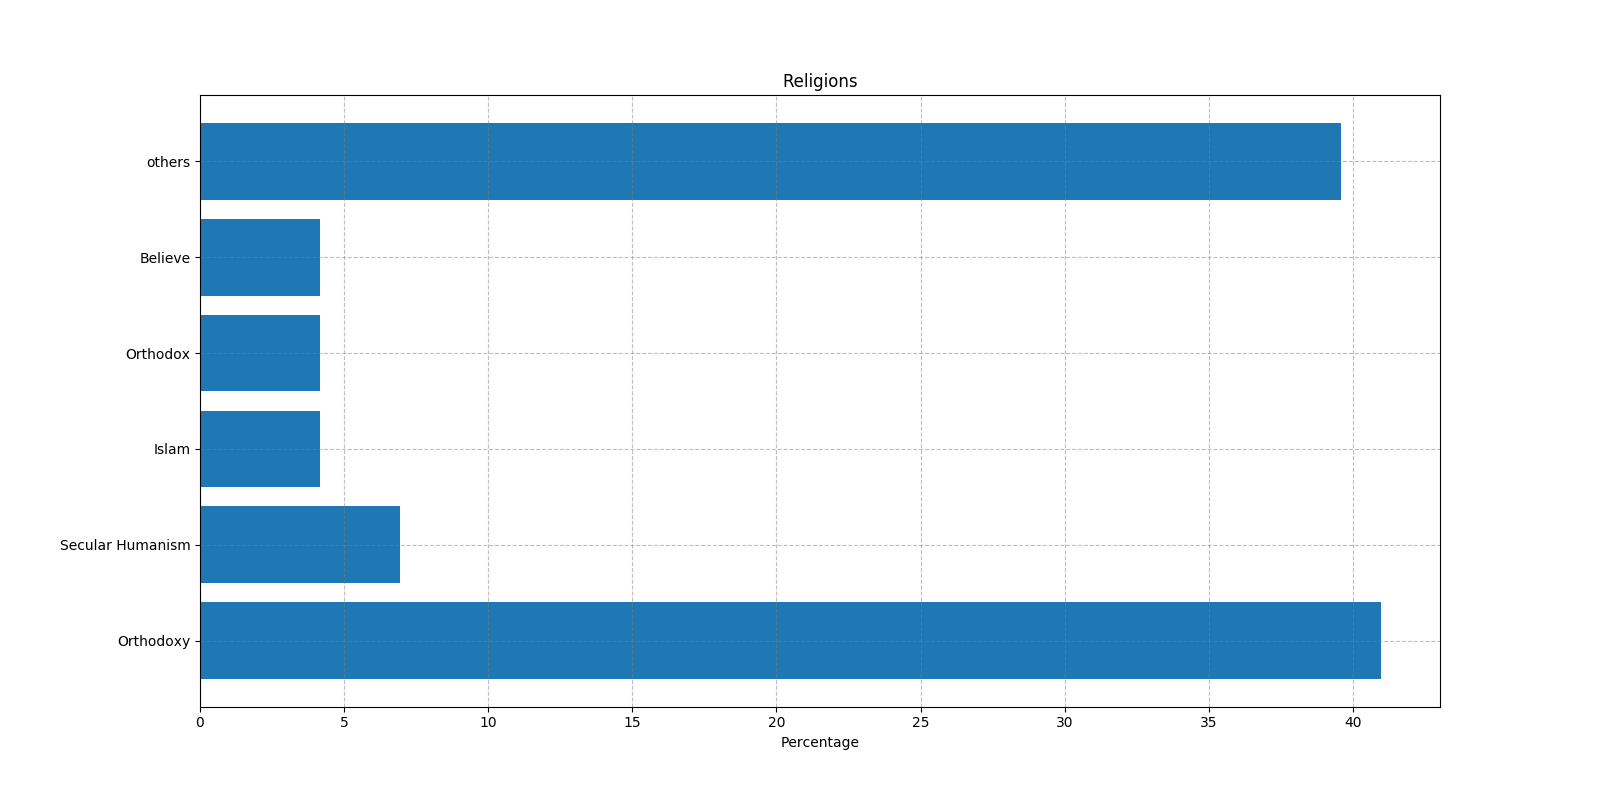 Religions
others
Believe
Orthodox
Islam
Secular Humanism
Orthodoxy
0 5 10 15 20 25 30 35 40
Percentage